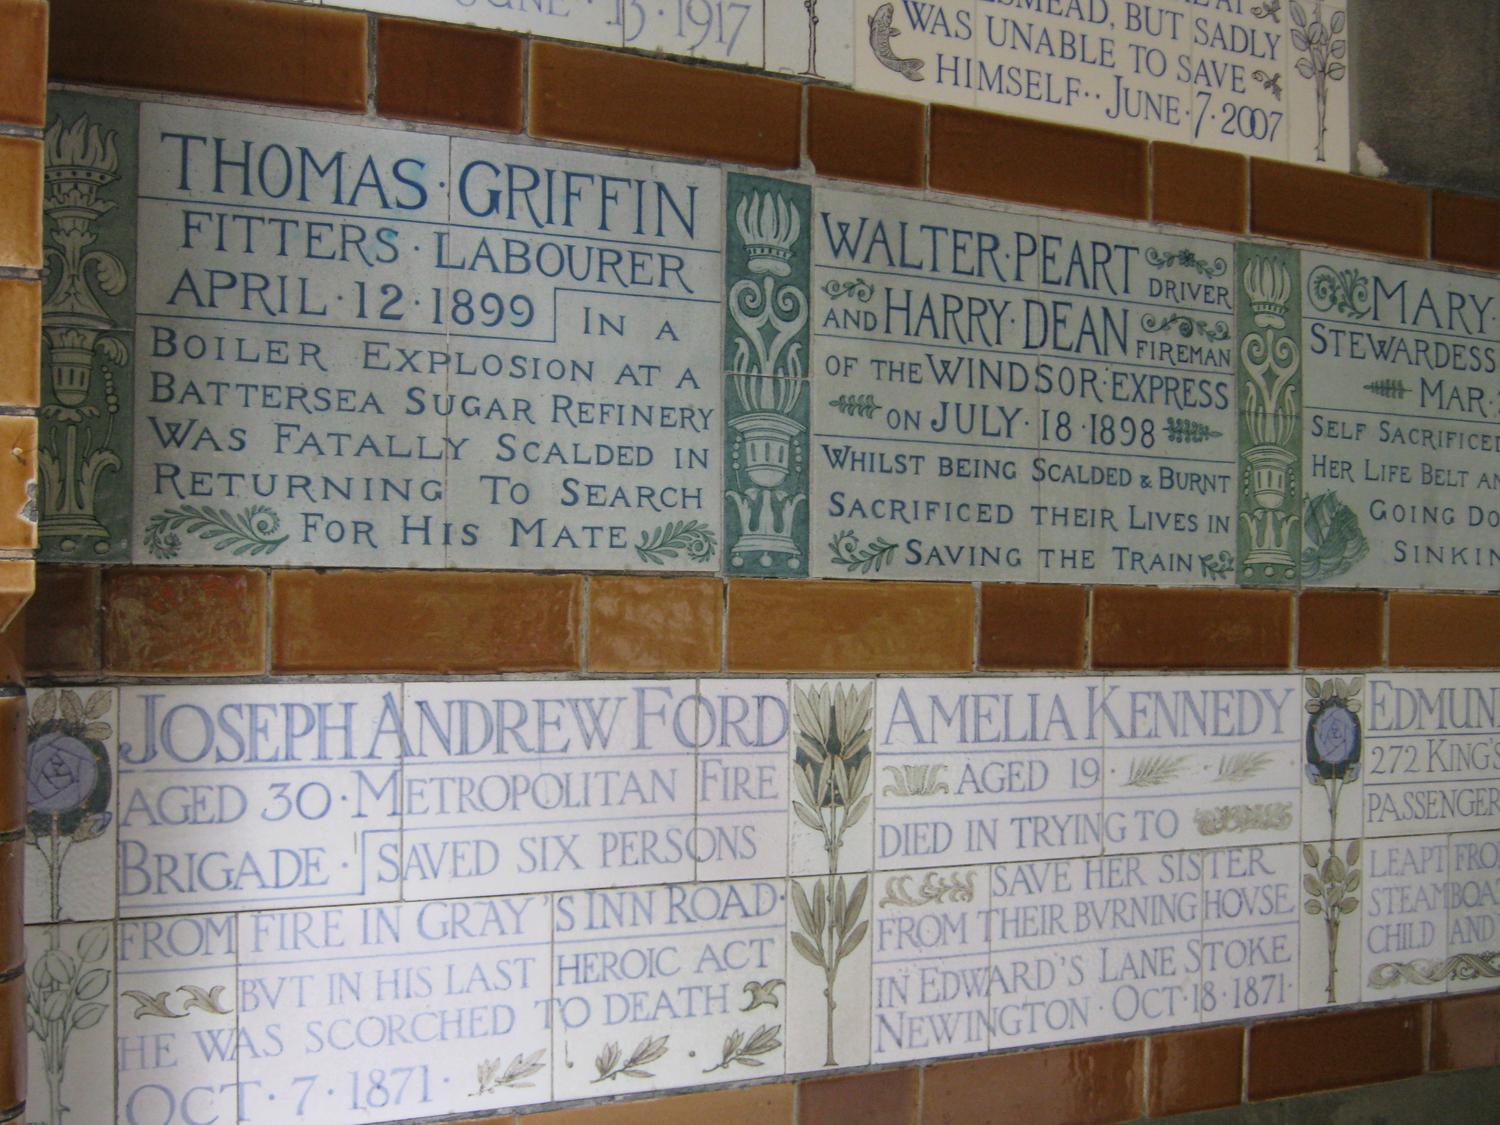 JUNE · 13 · 1917
SMEAD, BUT SADLY
WAS UNABLE TO SAVE
HIMSELF · · JUNE · 7 · 2007
THOMAS · GRIFFIN
FITTERS · LABOURER
APRIL · 12 · 1899 IN A
BOILER EXPLOSION AT A
BATTERSEA SUGAR REFINERY
WAS FATALLY SCALDED IN
RETURNING TO SEARCH
FOR HIS MATE
WALTER · PEART DRIVER
AND HARRY · DEAN FIREMAN
OF THE WINDSOR · EXPRESS
ON JULY · 18 · 1898
WHILST BEING SCALDED & BURNT
SACRIFICED THEIR LIVES IN
SAVING THE TRAIN
MARY ·
STEWARDESS
MAR ·
SELF SACRIFICED
HER LIFE BELT AN
GOING DO
SINKIN
JOSEPH ANDREW FORD
AGED 30 · METROPOLITAN FIRE
BRIGADE · SAVED SIX PERSONS
FROM FIRE IN GRAY'S INN ROAD ·
BVT IN HIS LAST HEROIC ACT
HE WAS SCORCHED TO DEATH
OCT · 7 · 1871 ·
AMELIA KENNEDY
AGED 19 ·
DIED IN TRYING TO
SAVE HER SISTER
FROM THEIR BVRNING HOVSE
IN EDWARD'S LANE STOKE
NEWINGTON · OCT · 18 · 1871 ·
EDMUN
272 KING'S
PASSENGER
LEAPT FRO
STEAMBOA
CHILD AND